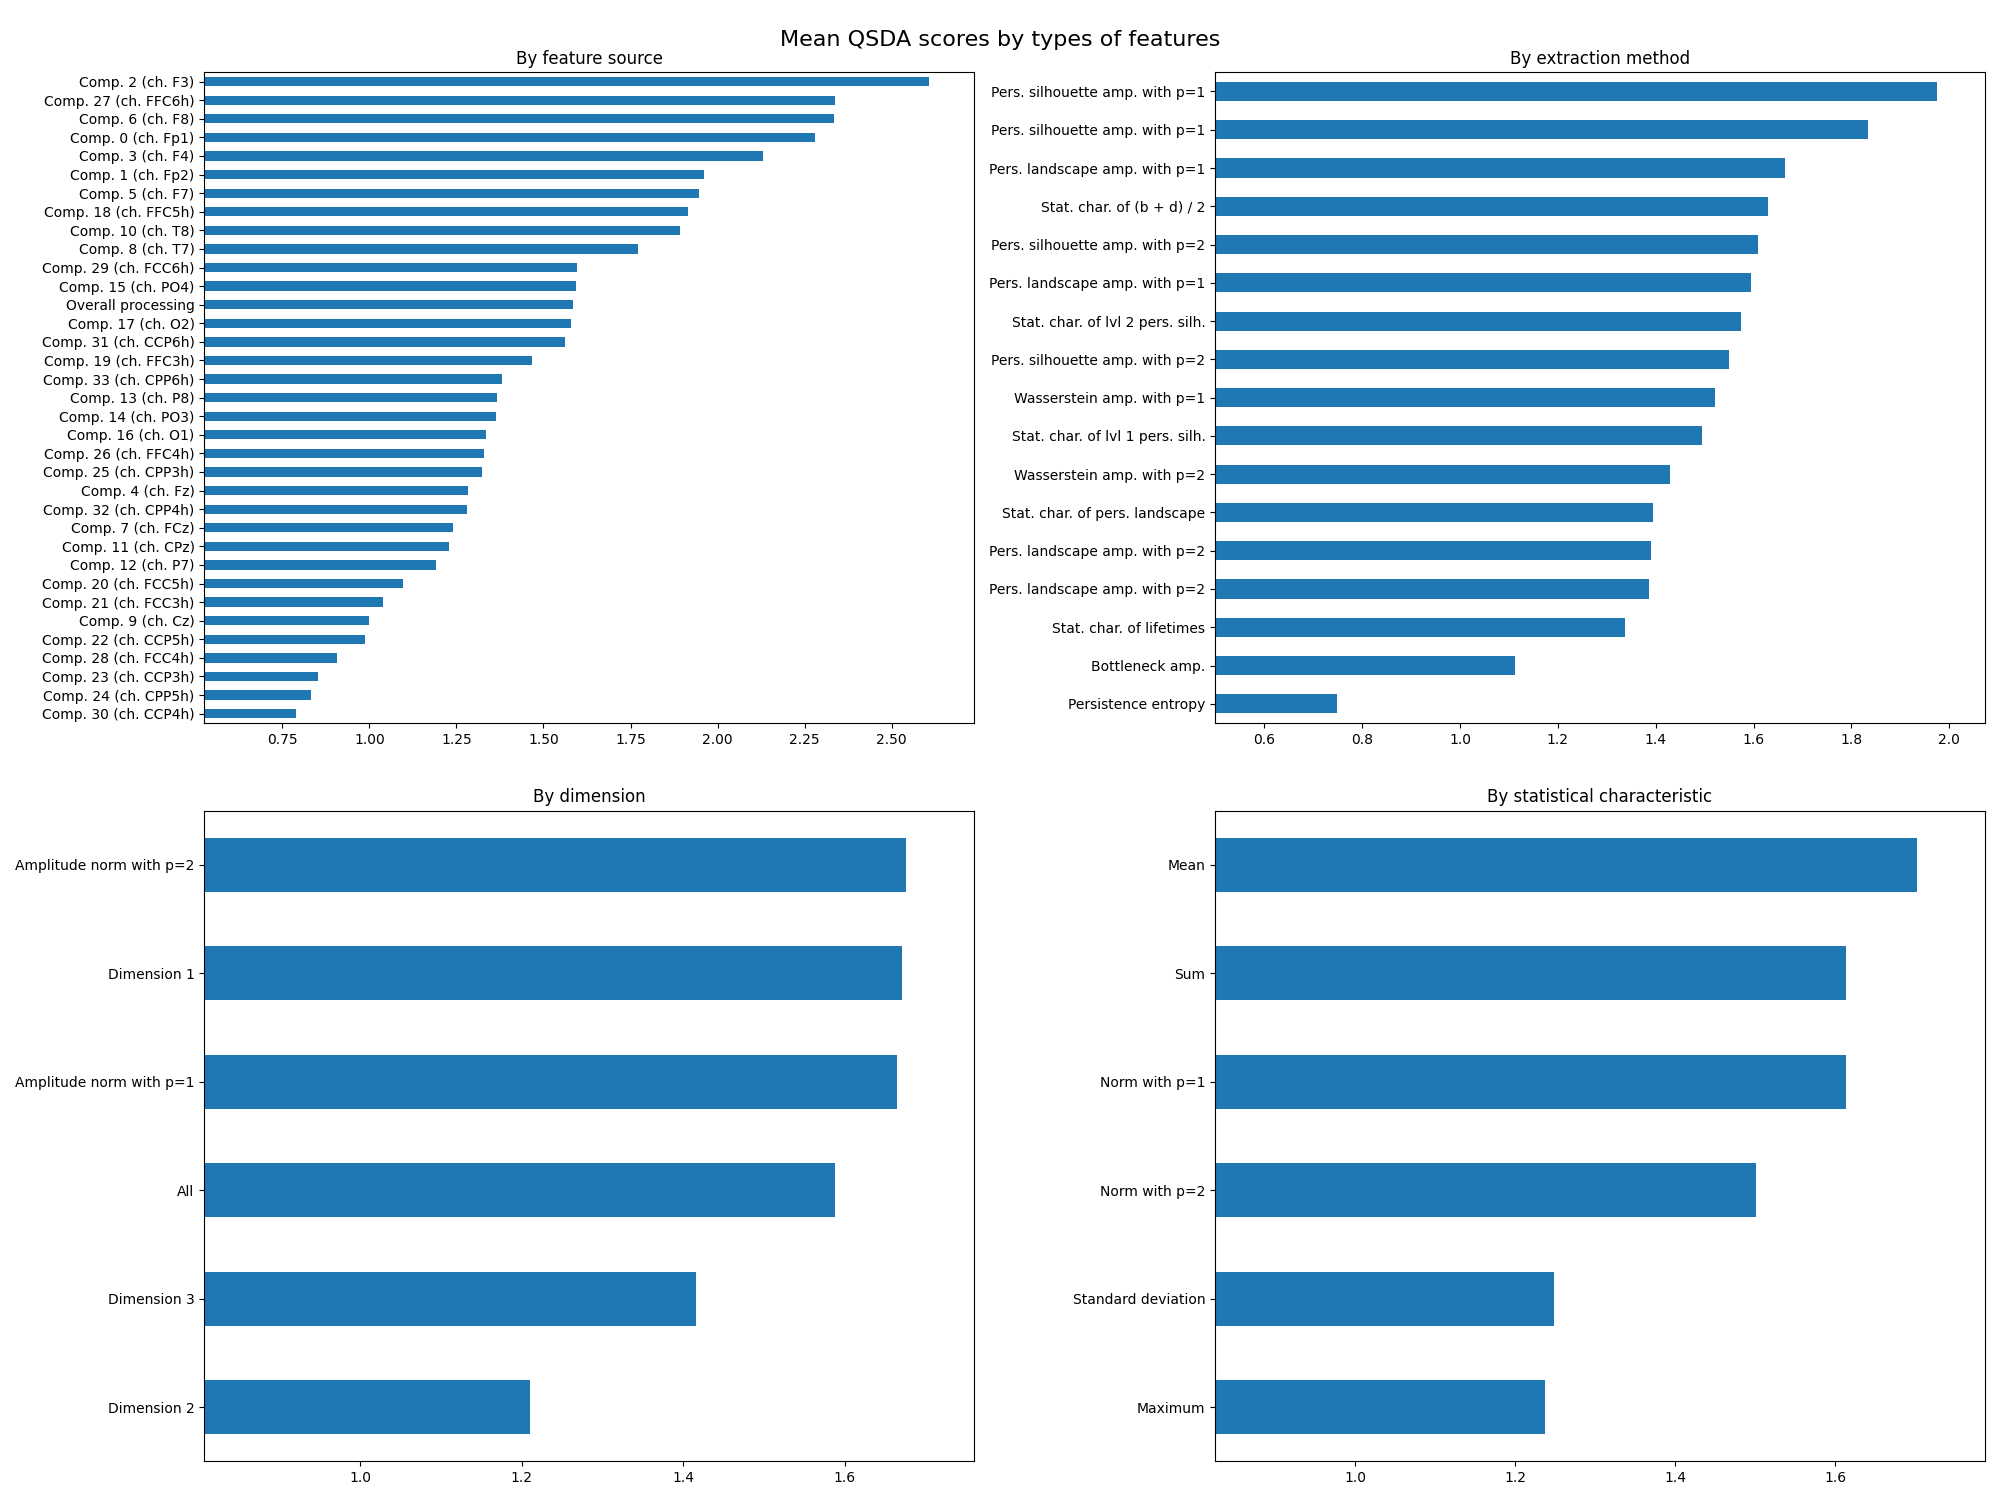 Mean QSDA scores by types of features
By feature source
Comp. 2 (ch. F3)
Comp. 27 (ch. FFC6h)
Comp. 6 (ch. F8)
Comp. 0 (ch. Fp1)
Comp. 3 (ch. F4)
Comp. 1 (ch. Fp2)
Comp. 5 (ch. F7)
Comp. 18 (ch. FFC5h)
Comp. 10 (ch. T8)
Comp. 8 (ch. T7)
Comp. 29 (ch. FCC6h)
Comp. 15 (ch. PO4)
Overall processing
Comp. 17 (ch. O2)
Comp. 31 (ch. CCP6h)
Comp. 19 (ch. FFC3h)
Comp. 33 (ch. CPP6h)
Comp. 13 (ch. P8)
Comp. 14 (ch. PO3)
Comp. 16 (ch. O1)
Comp. 26 (ch. FFC4h)
Comp. 25 (ch. CPP3h)
Comp. 4 (ch. Fz)
Comp. 32 (ch. CPP4h)
Comp. 7 (ch. FCz)
Comp. 11 (ch. CPz)
Comp. 12 (ch. P7)
Comp. 20 (ch. FCC5h)
Comp. 21 (ch. FCC3h)
Comp. 9 (ch. Cz)
Comp. 22 (ch. CCP5h)
Comp. 28 (ch. FCC4h)
Comp. 23 (ch. CCP3h)
Comp. 24 (ch. CPP5h)
Comp. 30 (ch. CCP4h)
0.75 1.00 1.25 1.50 1.75 2.00 2.25 2.50
By extraction method
Pers. silhouette amp. with p=1
Pers. silhouette amp. with p=1
Pers. landscape amp. with p=1
Stat. char. of (b + d) / 2
Pers. silhouette amp. with p=2
Pers. landscape amp. with p=1
Stat. char. of lvl 2 pers. silh.
Pers. silhouette amp. with p=2
Wasserstein amp. with p=1
Stat. char. of lvl 1 pers. silh.
Wasserstein amp. with p=2
Stat. char. of pers. landscape
Pers. landscape amp. with p=2
Pers. landscape amp. with p=2
Stat. char. of lifetimes
Bottleneck amp.
Persistence entropy
0.6 0.8 1.0 1.2 1.4 1.6 1.8 2.0
By dimension
Amplitude norm with p=2
Dimension 1
Amplitude norm with p=1
All
Dimension 3
Dimension 2
1.0 1.2 1.4 1.6
By statistical characteristic
Mean
Sum
Norm with p=1
Norm with p=2
Standard deviation
Maximum
1.0 1.2 1.4 1.6